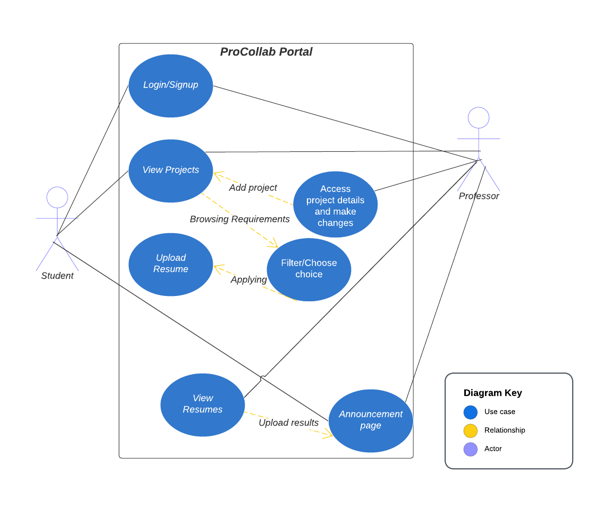 ProCollab Portal
Login/Signup
View Projects
Add project
Access
project details
and make
changes
Professor
Browsing Requirements
Student
Upload
Resume
Filter/Choose
choice
Applying
View
Resumes
Upload results
Announcement
page
Diagram Key
Use case
Relationship
Actor